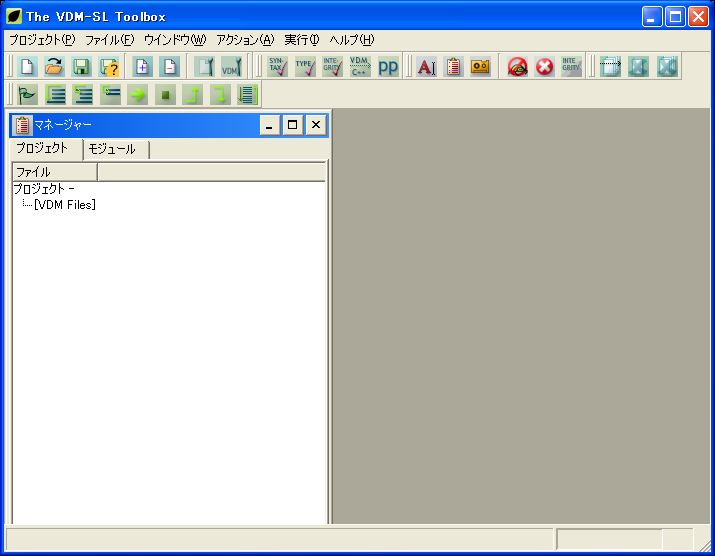 The VDM-SL Toolbox
プロジェクト(P) ファイル(F) ウインドウ(W) アクション(A) 実行(I) ヘルプ(H)
VDM SYN-TAX TYPE INTE-GRITY VDM C++ pp A INTE GRITY
マネージャー
プロジェクト モジュール
ファイル
プロジェクト -
[VDM Files]